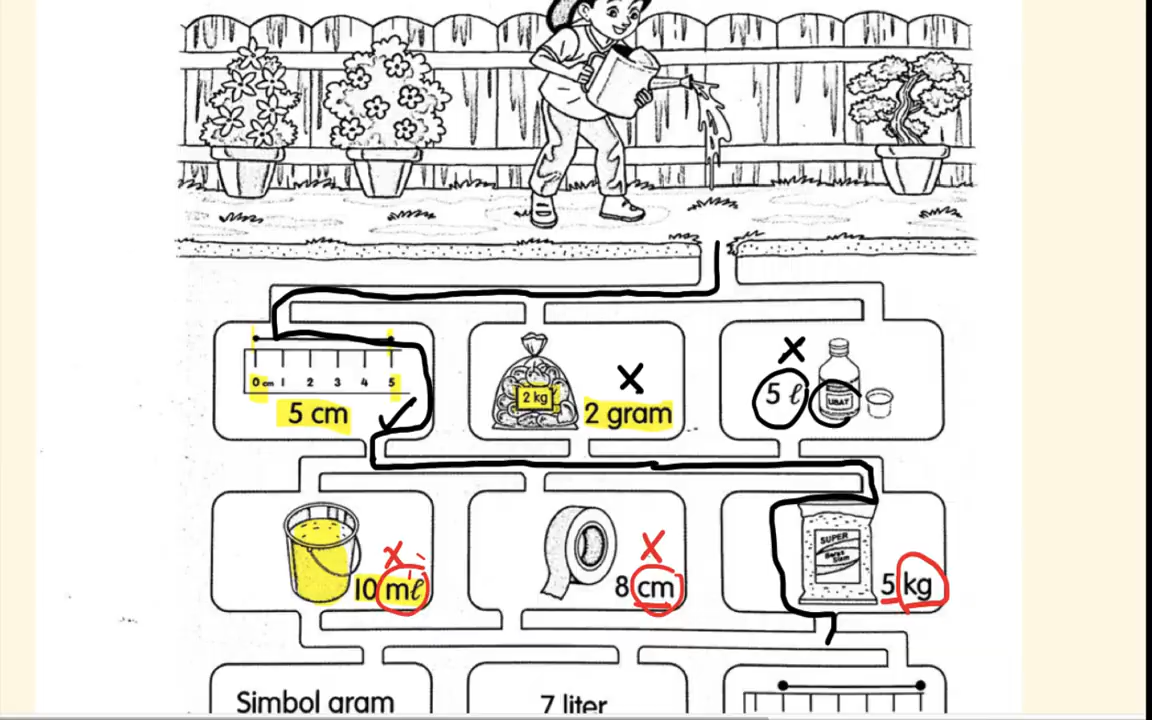 0 cm 1 2 3 4 5
5 cm
2 kg
2 gram
5 ℓ
UBAT
10 mℓ
8 cm
SUPER
5 kg
Simbol gram
7 liter